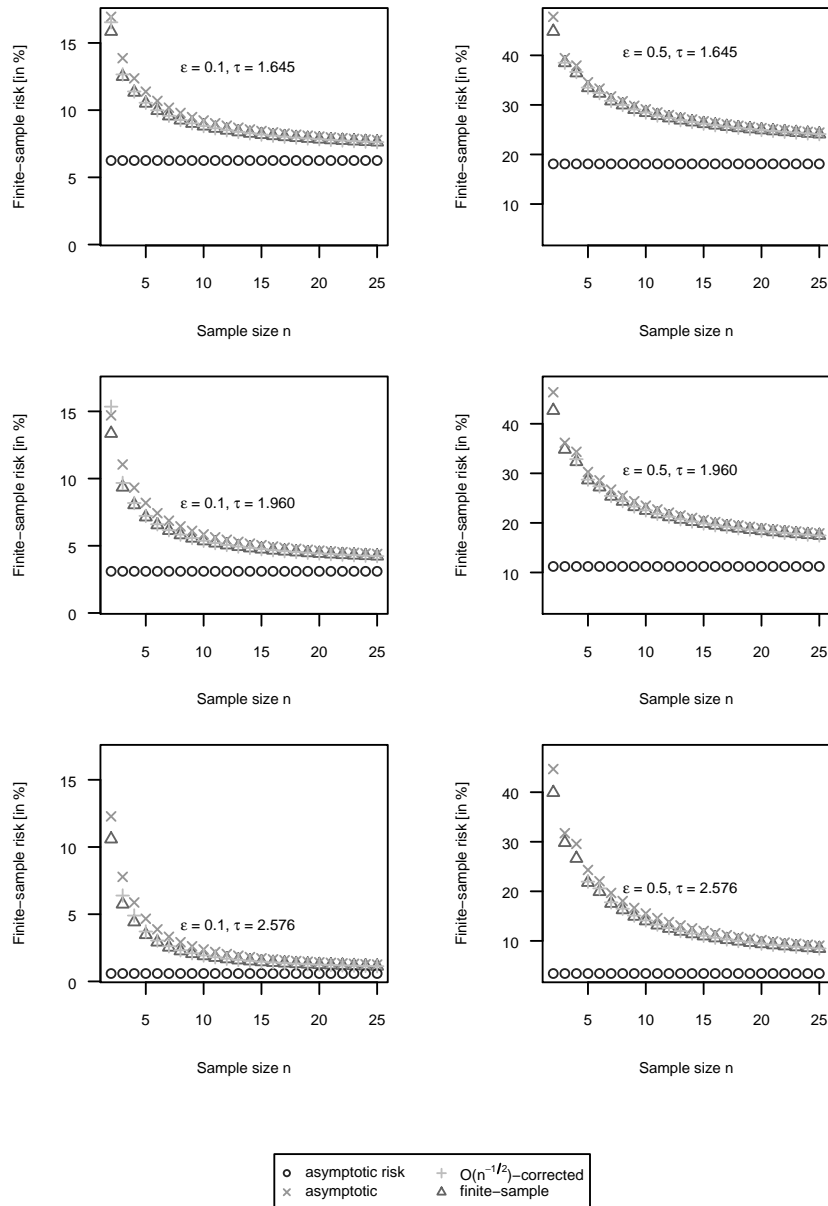 Finite−sample risk [in %]
15
10
5
0
ε = 0.1, τ = 1.645
5 10 15 20 25
Sample size n
Finite−sample risk [in %]
40
30
20
10
ε = 0.5, τ = 1.645
5 10 15 20 25
Sample size n
Finite−sample risk [in %]
15
10
5
0
ε = 0.1, τ = 1.960
5 10 15 20 25
Sample size n
Finite−sample risk [in %]
40
30
20
10
ε = 0.5, τ = 1.960
5 10 15 20 25
Sample size n
Finite−sample risk [in %]
15
10
5
0
ε = 0.1, τ = 2.576
5 10 15 20 25
Sample size n
Finite−sample risk [in %]
40
30
20
10
ε = 0.5, τ = 2.576
5 10 15 20 25
Sample size n
asymptotic risk
asymptotic
O(n⁻¹/²)−corrected
finite−sample